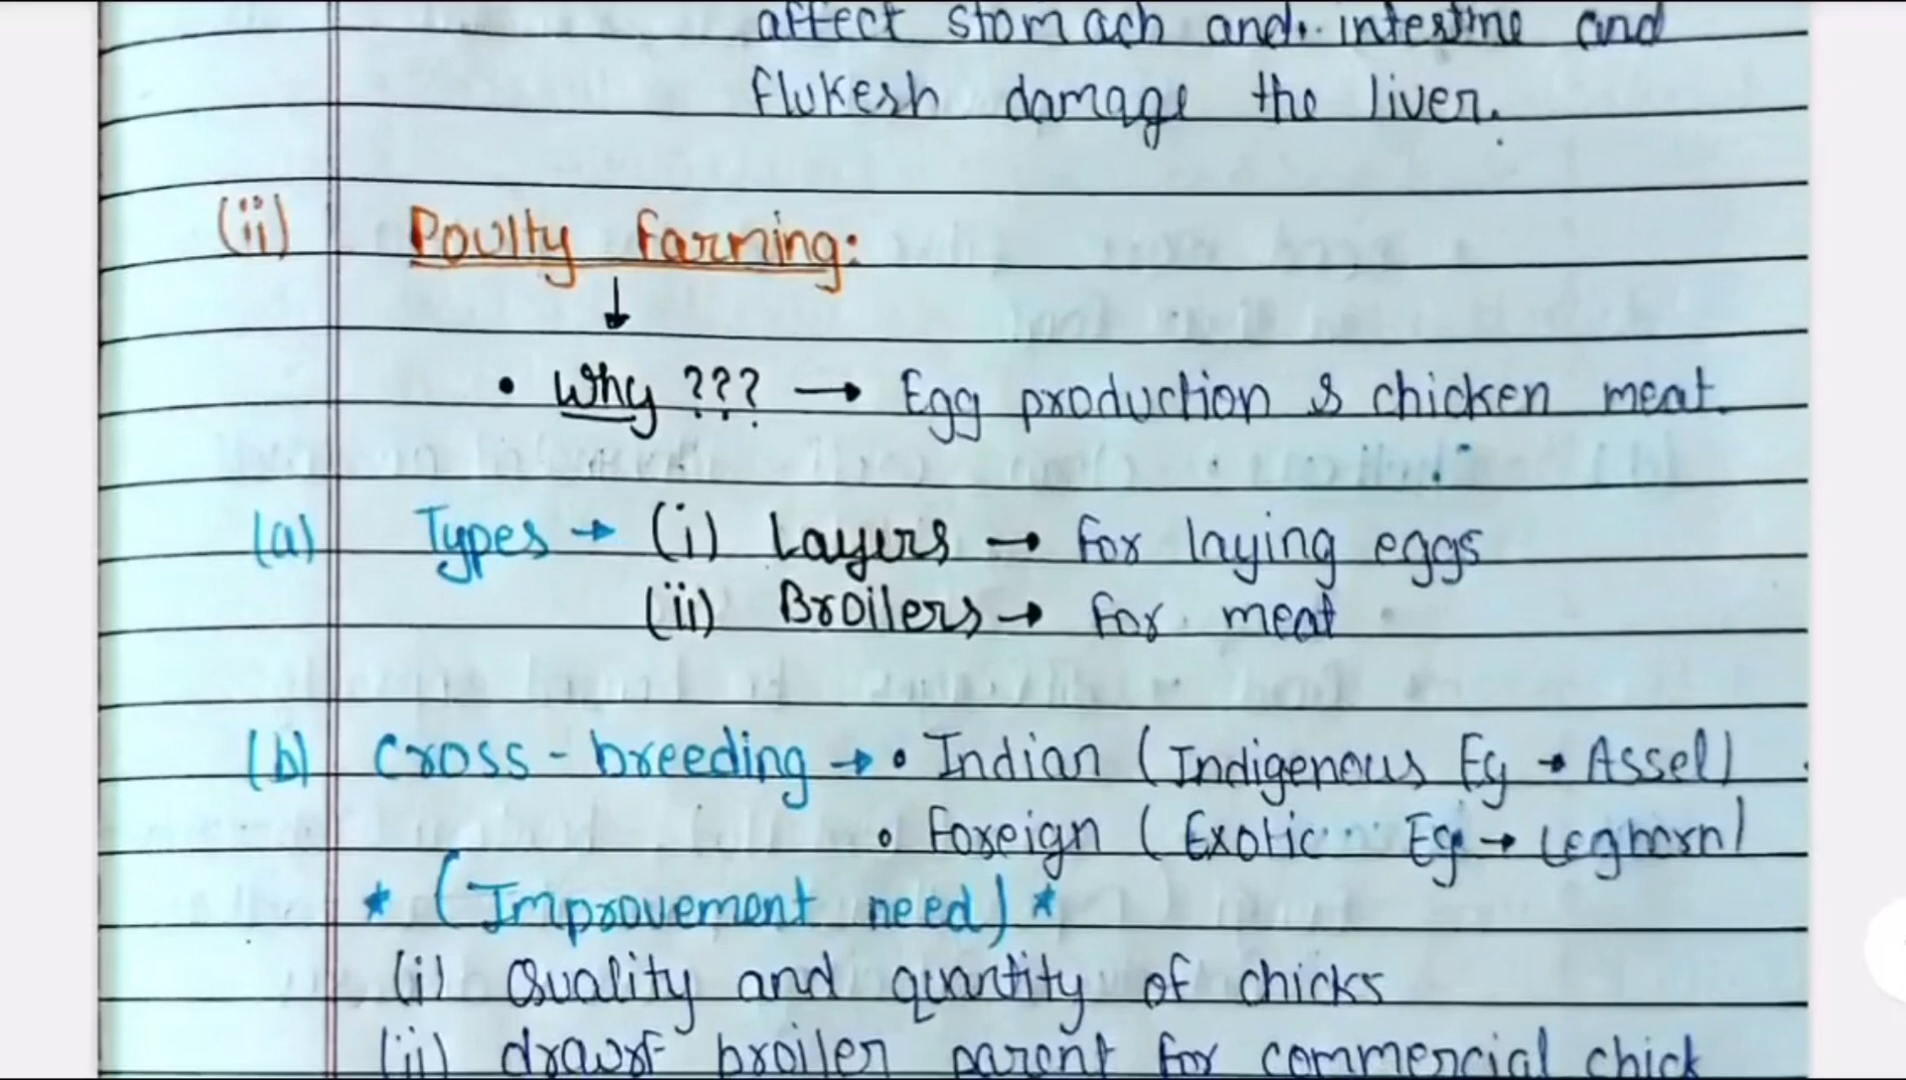 affect stomach and intestine and
flukesh damage the liver.
(ii) Poulty farming:
• Why ??? → Egg production & chicken meat.
(a) Types → (i) Layers → for laying eggs
(ii) Broilers → for meat
(b) Cross-breeding → • Indian (Indigenous Eg → Assel)
• Foreign (Exotic Eg → Leghorn)
* (Improvement need) *
(i) Quality and quantity of chicks
(ii) drawrf broiler parent for commercial chick